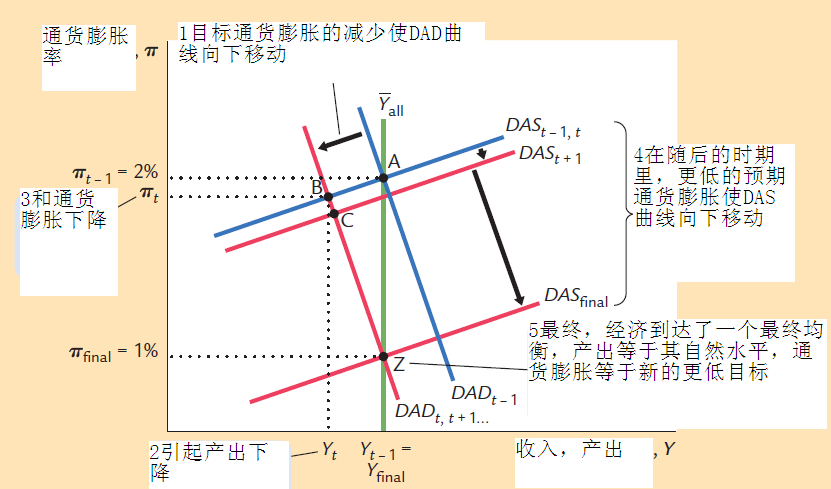 通货膨胀
率
, π
1目标通货膨胀的减少使DAD曲
线向下移动
Y̅all
DASt – 1, t
DASt + 1
A
πt – 1 = 2%
B
πt
3和通货
膨胀下降
C
4在随后的时期
里，更低的预期
通货膨胀使DAS
曲线向下移动
DASfinal
5最终，经济到达了一个最终均
衡，产出等于其自然水平，通
货膨胀等于新的更低目标
πfinal = 1%
Z
DADt – 1
DADt, t + 1...
2引起产出下
降
Yt
Yt – 1 =
Yfinal
收入，产出
, Y